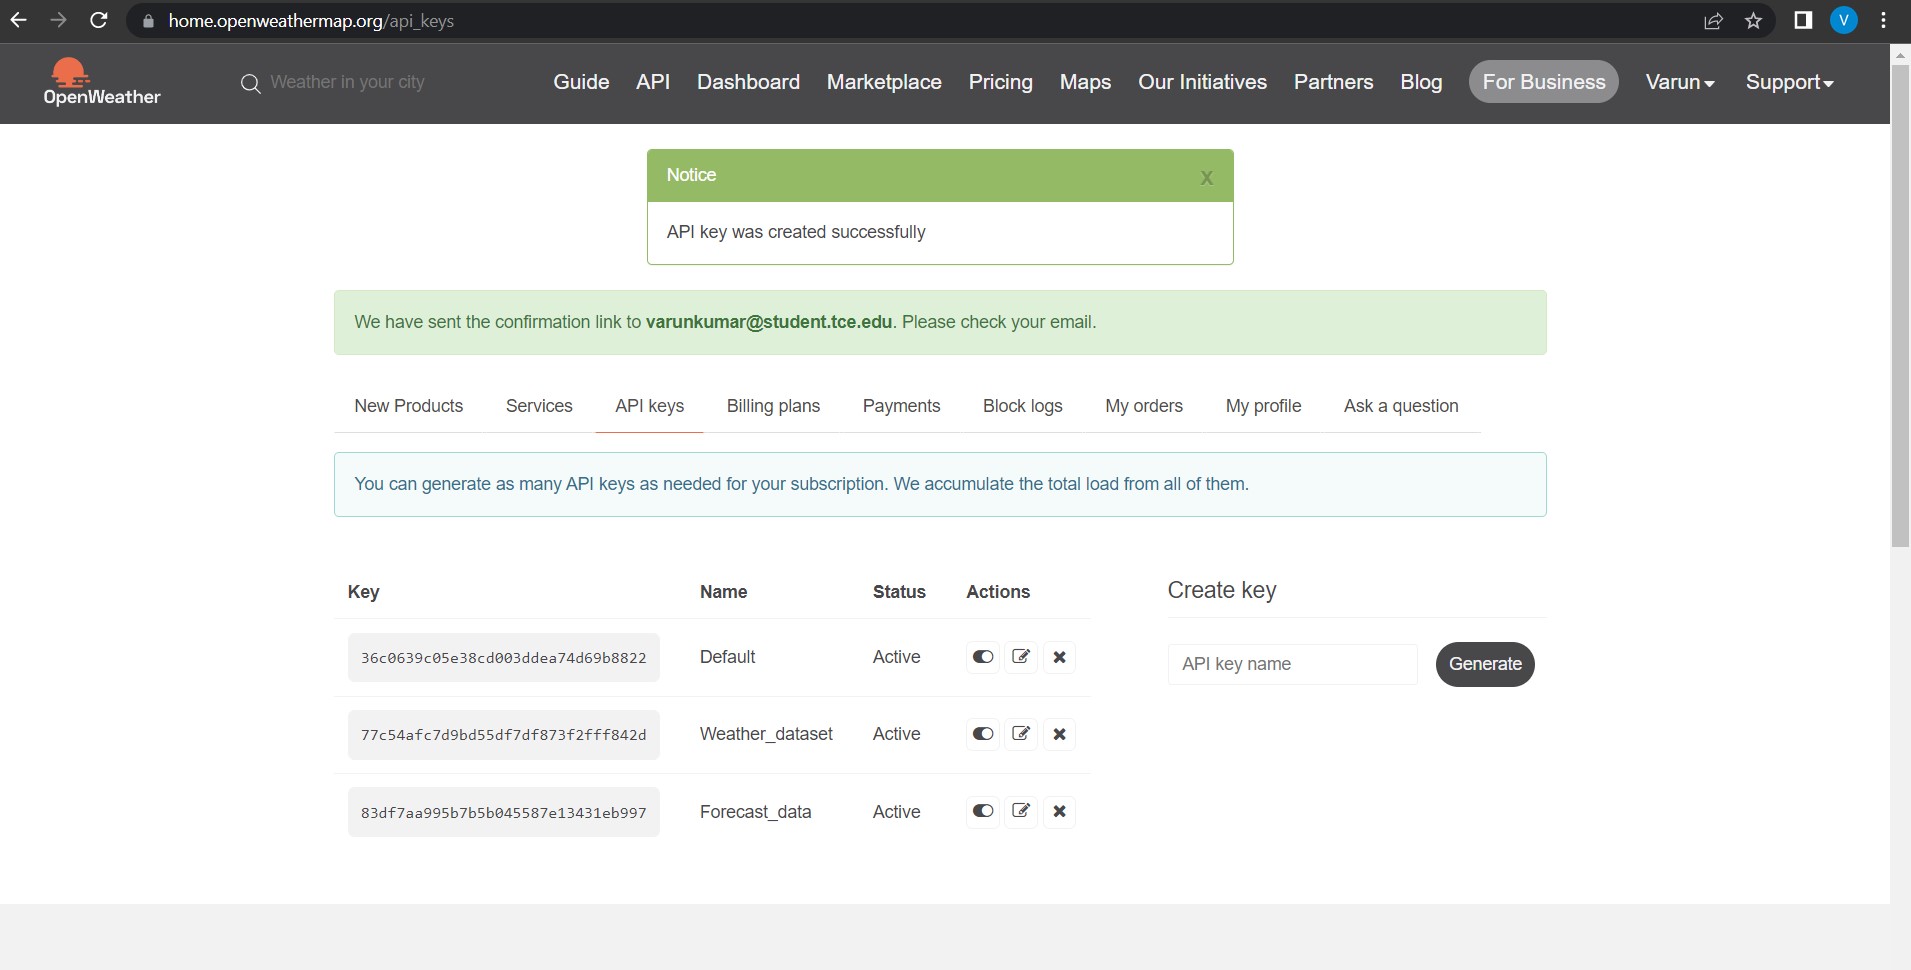 home.openweathermap.org/api_keys
V
OpenWeather
Weather in your city
Guide
API
Dashboard
Marketplace
Pricing
Maps
Our Initiatives
Partners
Blog
For Business
Varun
Support
Notice
x
API key was created successfully
We have sent the confirmation link to varunkumar@student.tce.edu. Please check your email.
New Products
Services
API keys
Billing plans
Payments
Block logs
My orders
My profile
Ask a question
You can generate as many API keys as needed for your subscription. We accumulate the total load from all of them.
Key Name Status Actions
36c0639c05e38cd003ddea74d69b8822 Default Active
77c54afc7d9bd55df7df873f2fff842d Weather_dataset Active
83df7aa995b7b5b045587e13431eb997 Forecast_data Active
Create key
API key name
Generate